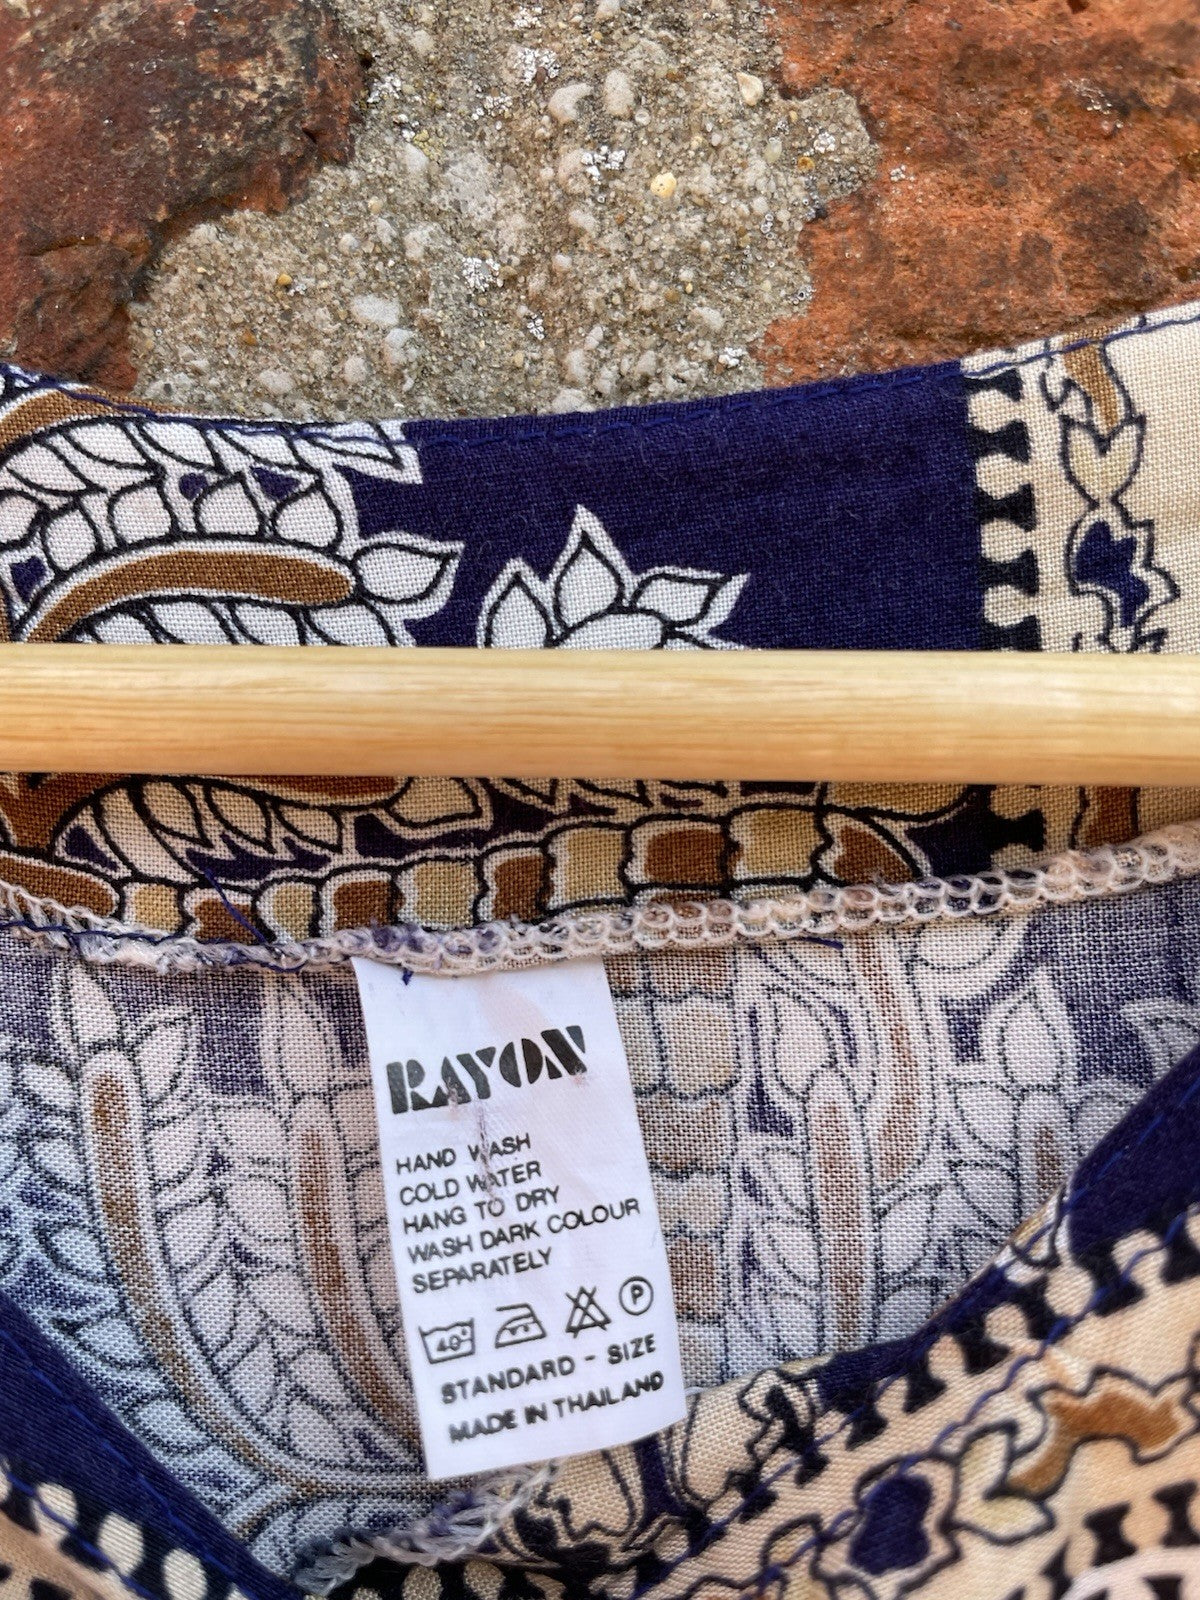 RAYON
HAND WASH
COLD WATER
HANG TO DRY
WASH DARK COLOUR
SEPARATELY
40° P
STANDARD - SIZE
MADE IN THAILAND